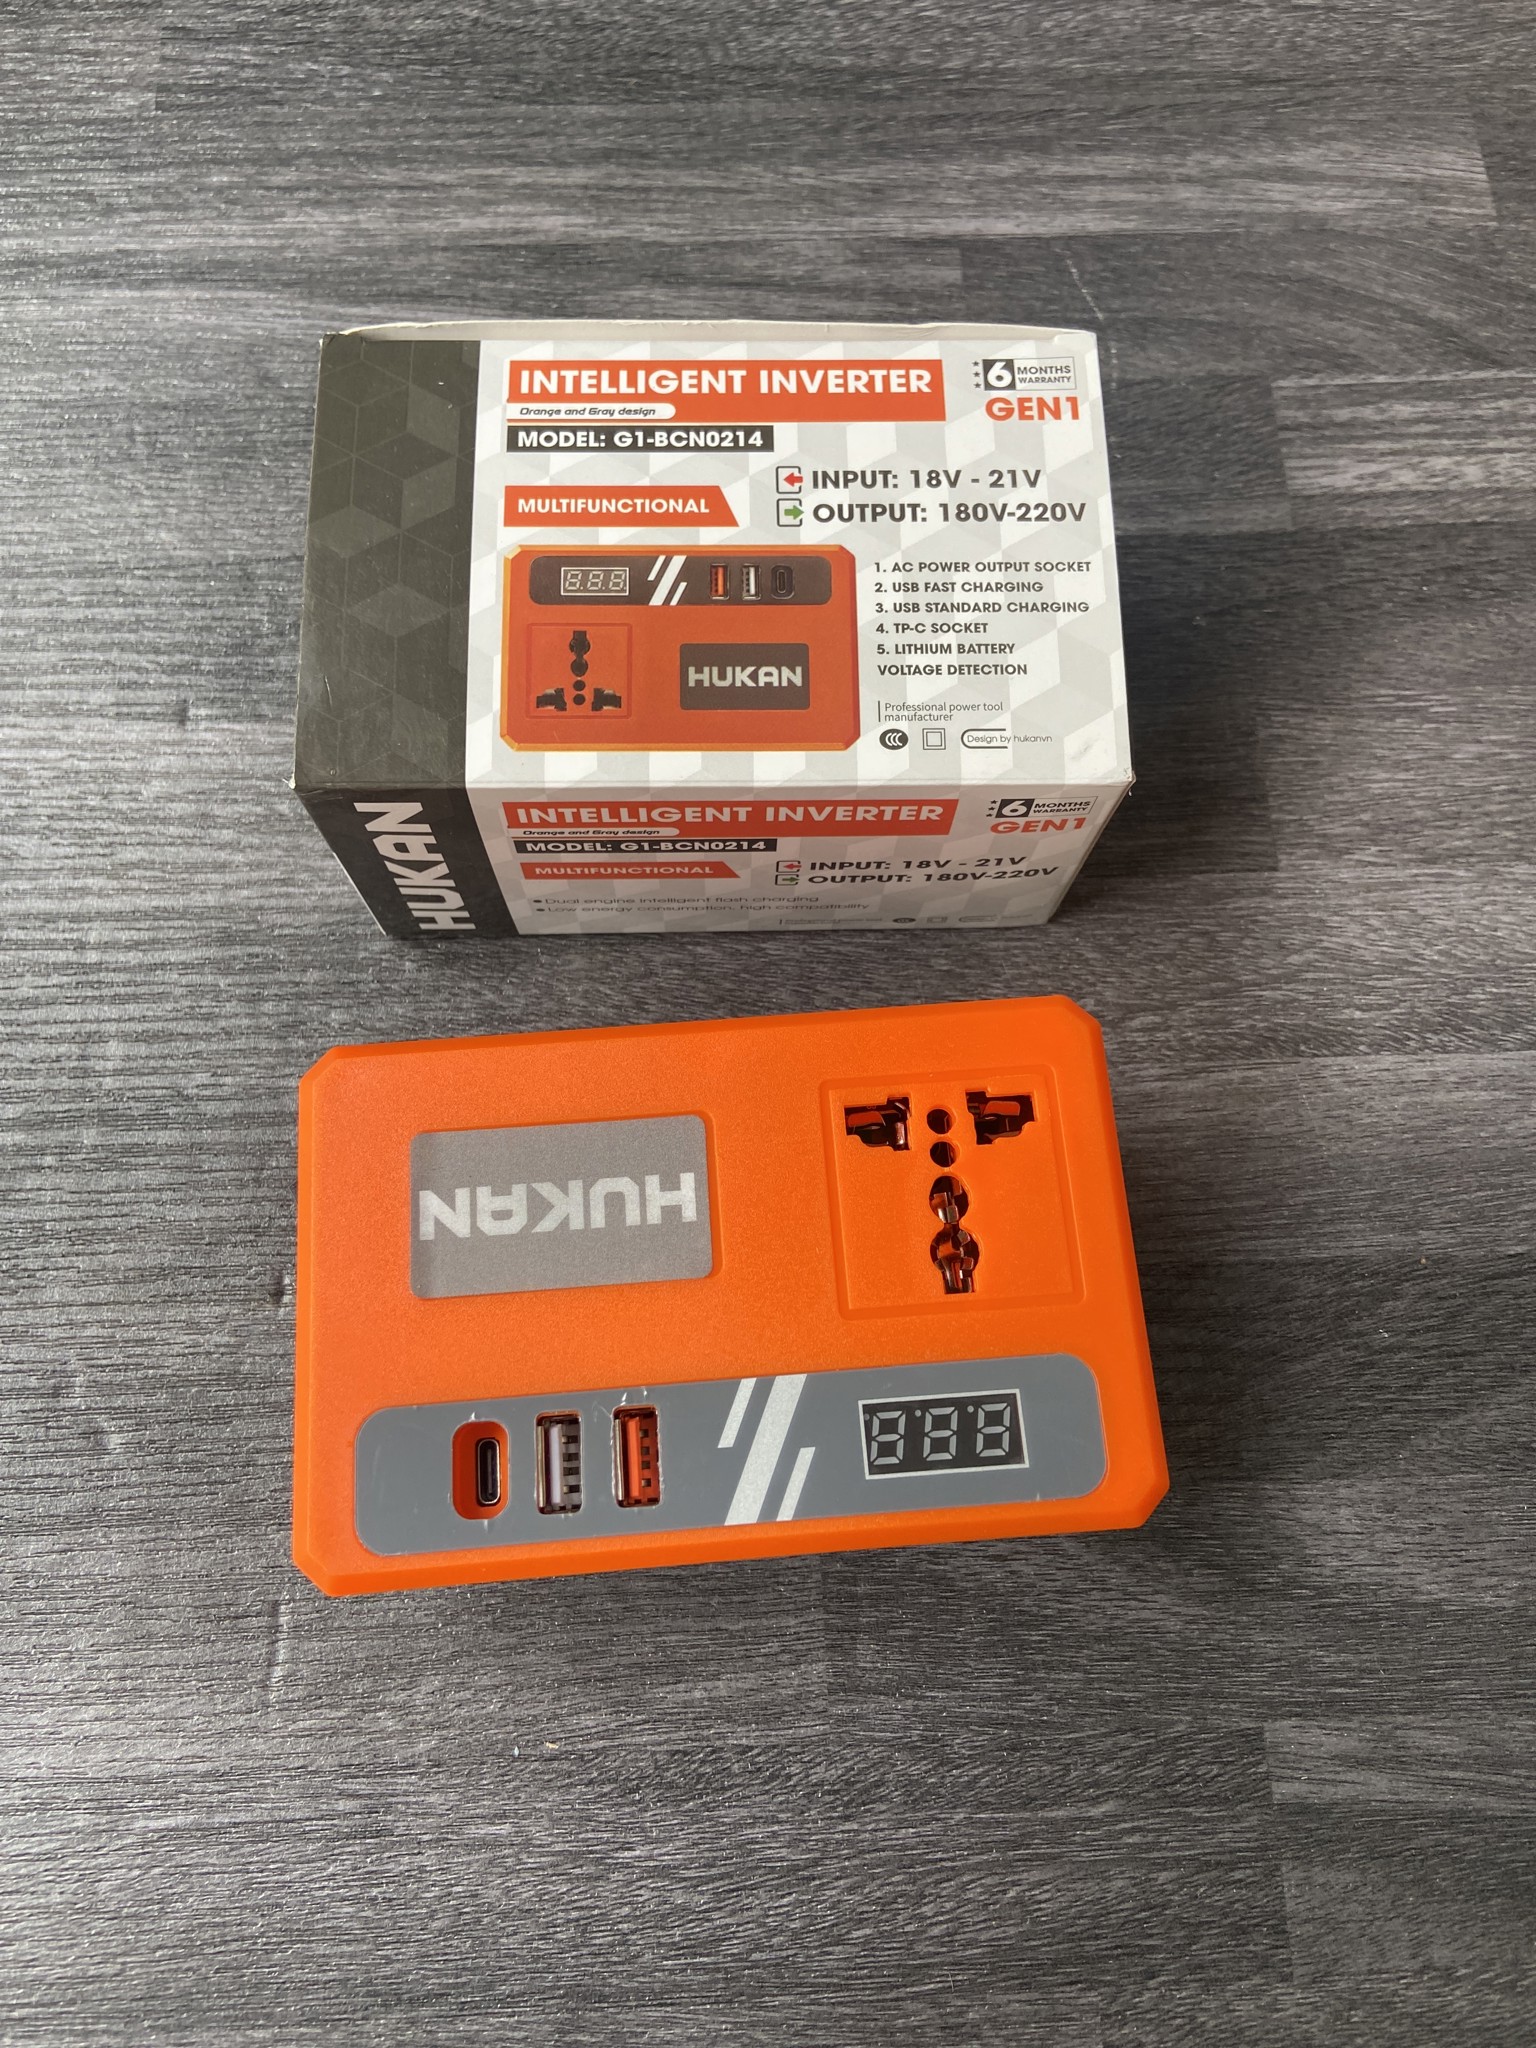 INTELLIGENT INVERTER
Orange and Gray design
MODEL: G1-BCN0214
6 MONTHS
WARRANTY
GEN1
INPUT: 18V - 21V
OUTPUT: 180V-220V
MULTIFUNCTIONAL
HUKAN
1. AC POWER OUTPUT SOCKET
2. USB FAST CHARGING
3. USB STANDARD CHARGING
4. TP-C SOCKET
5. LITHIUM BATTERY
VOLTAGE DETECTION
Professional power tool
manufacturer
CCC
Design by hukanvn
HUKAN
INTELLIGENT INVERTER
Orange and Gray design
MODEL: G1-BCN0214
6 MONTHS
WARRANTY
GEN1
MULTIFUNCTIONAL
INPUT: 18V - 21V
OUTPUT: 180V-220V
Dual engine intelligent flash charging
Low energy consumption, high compatibility
HUKAN